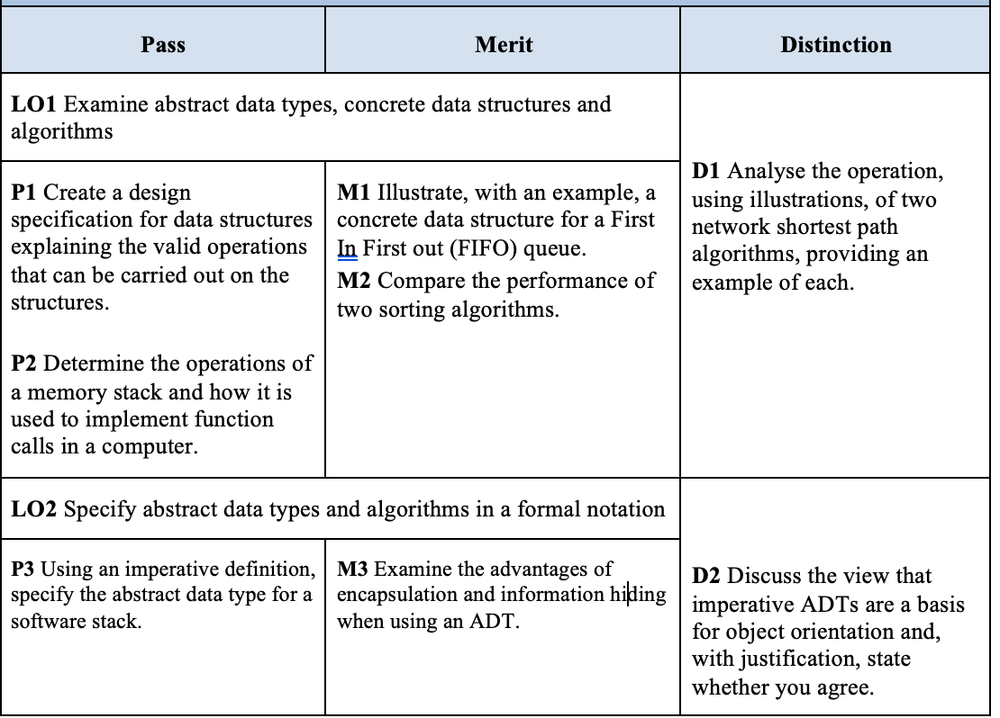 Pass
Merit
Distinction
LO1 Examine abstract data types, concrete data structures and
algorithms
P1 Create a design
specification for data structures
explaining the valid operations
that can be carried out on the
structures.
P2 Determine the operations of
a memory stack and how it is
used to implement function
calls in a computer.
M1 Illustrate, with an example, a
concrete data structure for a First
In First out (FIFO) queue.
M2 Compare the performance of
two sorting algorithms.
D1 Analyse the operation,
using illustrations, of two
network shortest path
algorithms, providing an
example of each.
LO2 Specify abstract data types and algorithms in a formal notation
P3 Using an imperative definition,
specify the abstract data type for a
software stack.
M3 Examine the advantages of
encapsulation and information hiding
when using an ADT.
D2 Discuss the view that
imperative ADTs are a basis
for object orientation and,
with justification, state
whether you agree.